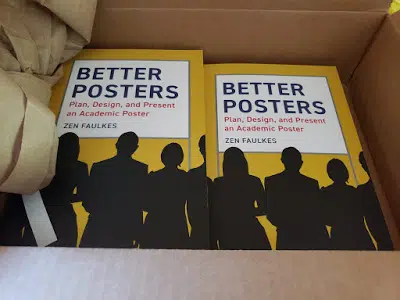 BETTER
POSTERS
Plan, Design, and Present
an Academic Poster
ZEN FAULKES
BETTER
POSTERS
Plan, Design, and Present
an Academic Poster
ZEN FAULKES